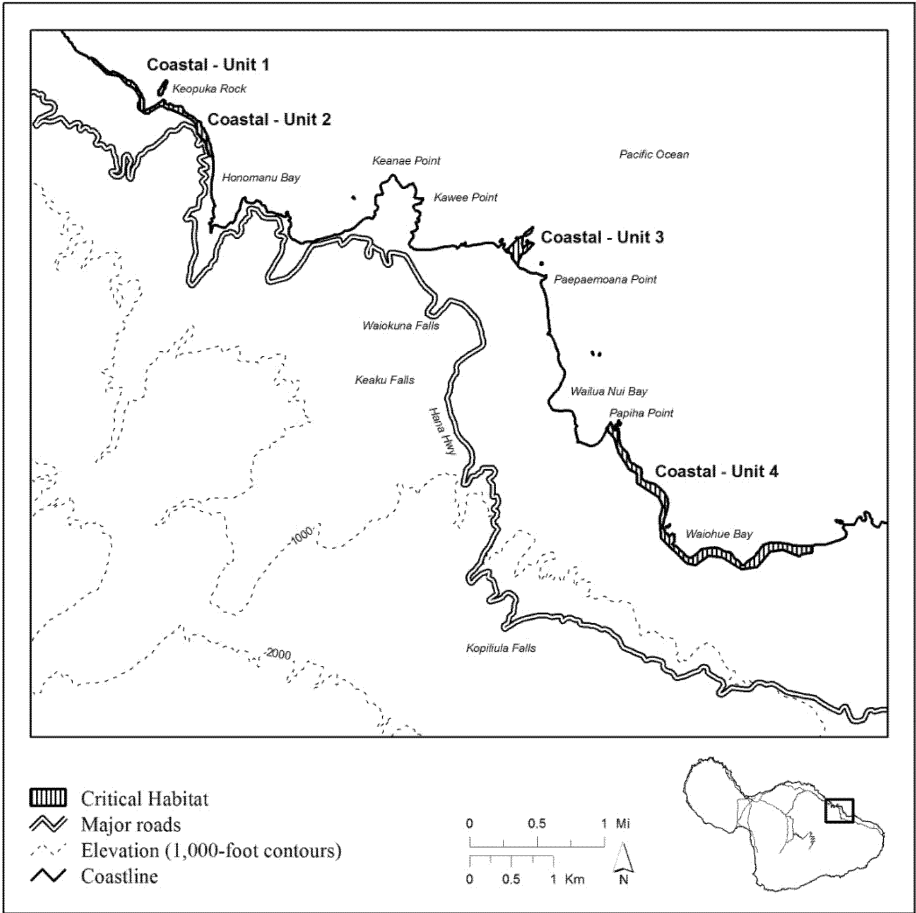 Coastal - Unit 1
Keopuka Rock
Coastal - Unit 2
Keanae Point
Pacific Ocean
Honomanu Bay
Kawee Point
Coastal - Unit 3
Paepaemoana Point
Waiokuna Falls
Keaku Falls
Wailua Nui Bay
Hana Hwy
Papiha Point
Coastal - Unit 4
1000
Waiohue Bay
Kopiliula Falls
2000
Critical Habitat
Major roads
Elevation (1,000-foot contours)
Coastline
0 0.5 1 Mi
0 0.5 1 Km
N